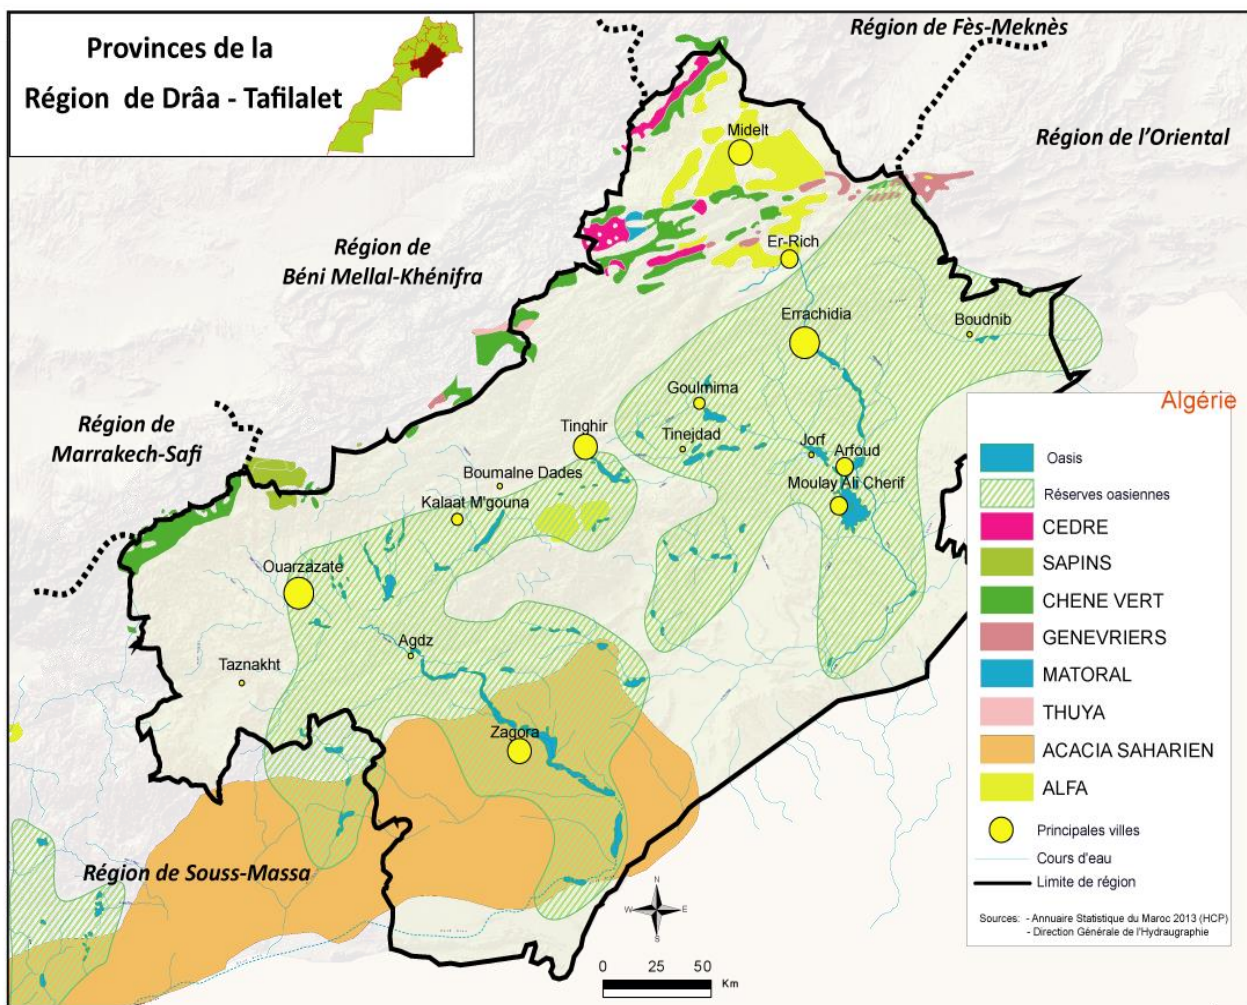 Provinces de la
Région de Drâa - Tafilalet
Région de Fès-Meknès
Région de l'Oriental
Midelt
Région de
Béni Mellal-Khénifra
Er-Rich
Errachidia
Boudnib
Goulmima
Région de
Marrakech-Safi
Tinghir
Tinejdad
Jorf
Arfoud
Boumalne Dades
Moulay Ali Cherif
Kalaat M'gouna
Ouarzazate
Agdz
Taznakht
Zagora
Région de Souss-Massa
Algérie
Oasis
Réserves oasiennes
CEDRE
SAPINS
CHENE VERT
GENEVRIERS
MATORAL
THUYA
ACACIA SAHARIEN
ALFA
Principales villes
Cours d'eau
Limite de région
Sources: - Annuaire Statistique du Maroc 2013 (HCP)
- Direction Générale de l'Hydraugraphie
N
W E
S
0 25 50
Km